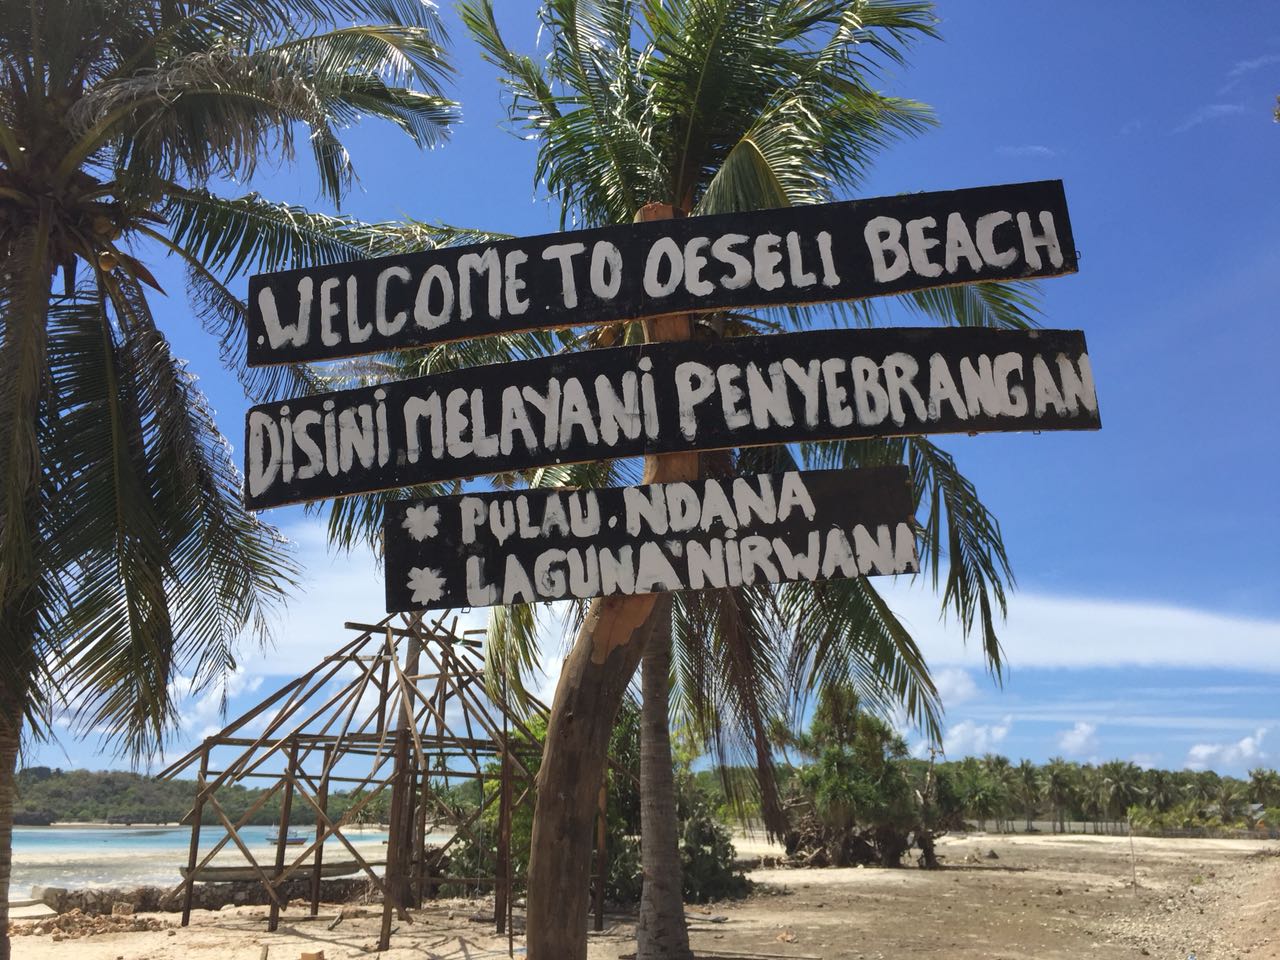 WELCOME TO OESELI BEACH
DiSiNi MELAYANi PENYEBRANGAN
* PULAU. NDANA
* LAGUNA NiRWANA